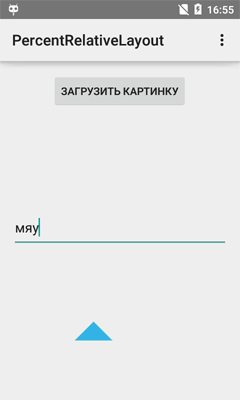 16:55
PercentRelativeLayout
ЗАГРУЗИТЬ КАРТИНКУ
мяу